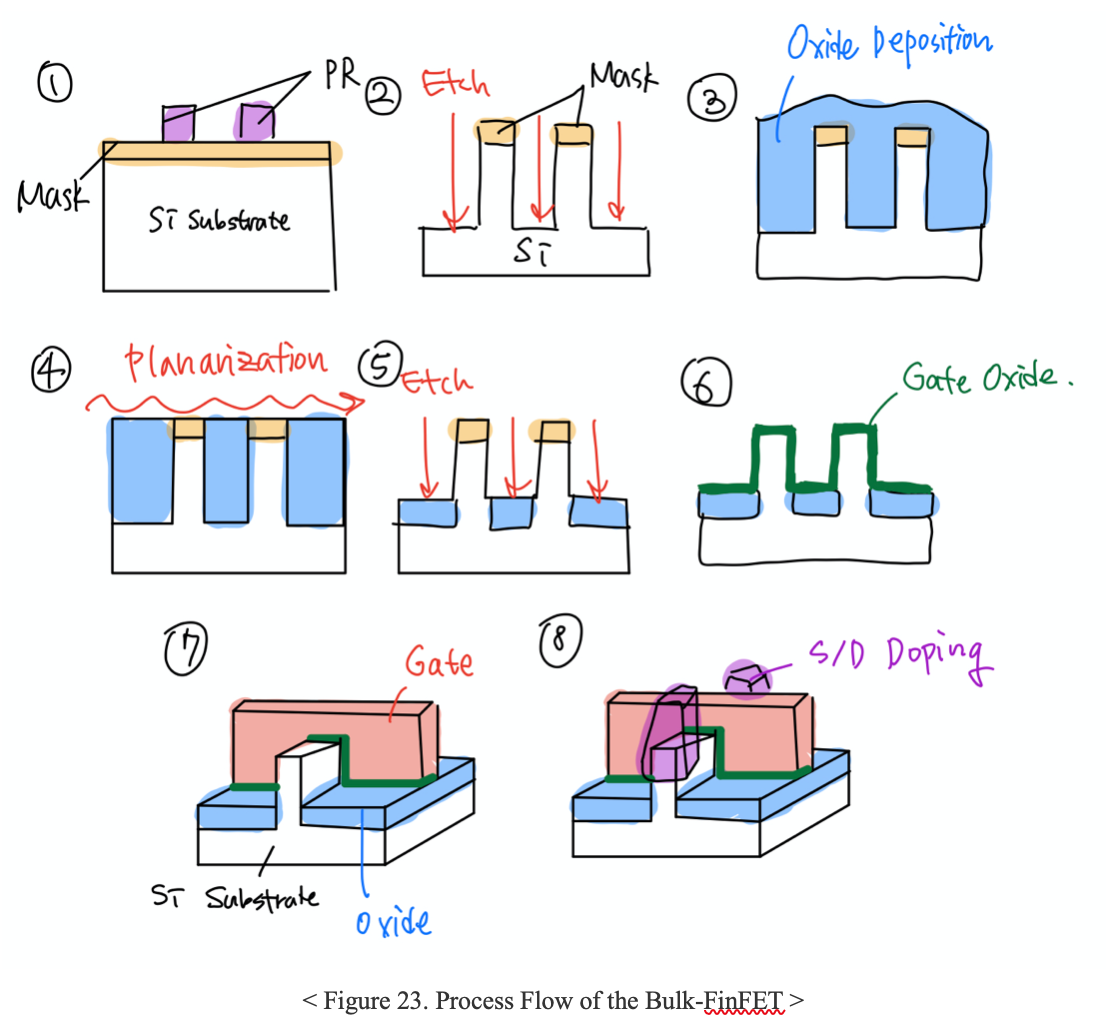 ① PR
Mask
Si Substrate
② Etch
Mask
Si
③ Oxide Deposition
④ Planarization
⑤ Etch
⑥ Gate Oxide.
⑦ Gate
Si Substrate
Oxide
⑧ S/D Doping
< Figure 23. Process Flow of the Bulk-FinFET >